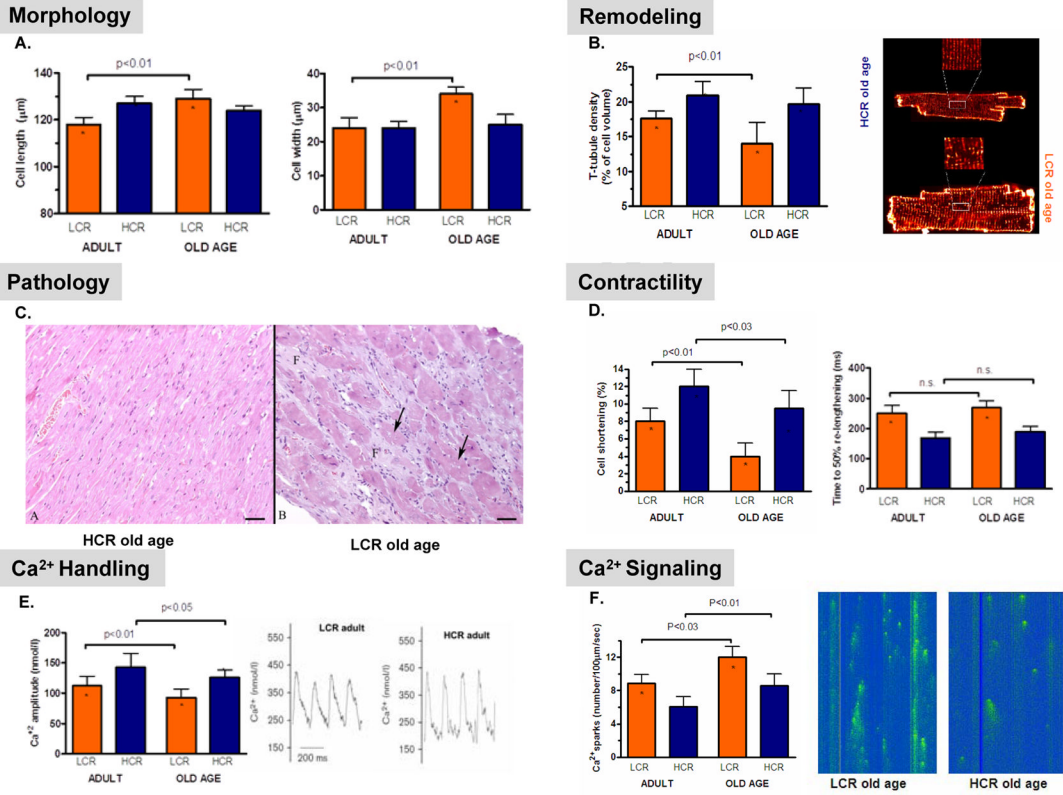 Morphology
A.
p<0.01
140
120
100
80
Cell length (µm)
LCR HCR LCR HCR
ADULT OLD AGE
p<0.01
40
30
20
10
0
Cell width (µm)
LCR HCR LCR HCR
ADULT OLD AGE
Remodeling
B.
p<0.01
25
22.5
20
17.5
15
12.5
10
7.5
5
T-tubule density
(% of cell volume)
LCR HCR LCR HCR
ADULT OLD AGE
HCR old age
LCR old age
Pathology
C.
A
F
F
B
HCR old age
LCR old age
Contractility
D.
p<0.03
p<0.01
14
12
10
8
6
4
2
0
Cell shortening (%)
LCR HCR LCR HCR
ADULT OLD AGE
n.s.
n.s.
400
300
200
100
0
Time to 50% re-lengthening (ms)
LCR HCR LCR HCR
ADULT OLD AGE
Ca²⁺ Handling
E.
p<0.05
p<0.01
200
150
100
50
0
Ca⁺² amplitude (nmol/l)
LCR HCR LCR HCR
ADULT OLD AGE
LCR adult
550
450
350
250
150
Ca²⁺ (nmol/l)
200 ms
HCR adult
550
450
350
250
150
Ca²⁺ (nmol/l)
Ca²⁺ Signaling
F.
P<0.01
P<0.03
12
8
4
0
Ca²⁺sparks (number/100µm/sec)
LCR HCR LCR HCR
ADULT OLD AGE
LCR old age
HCR old age